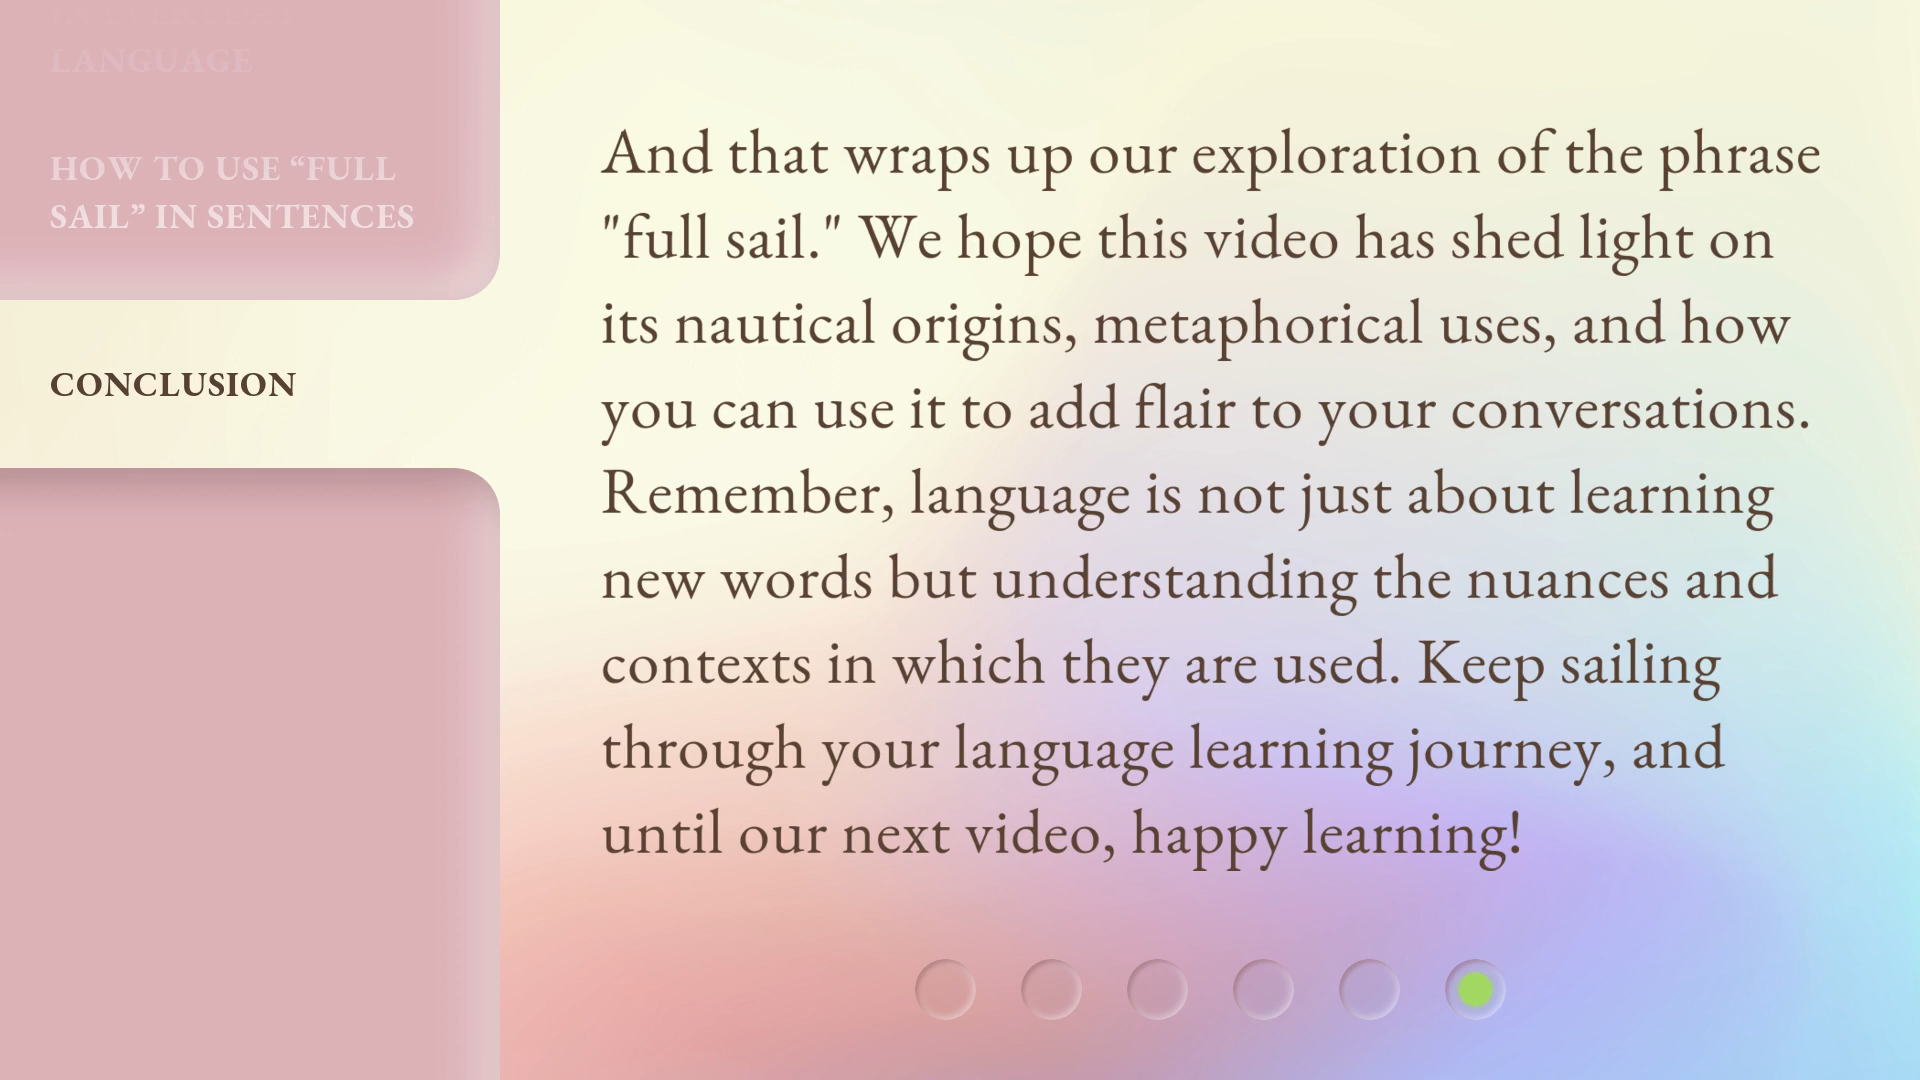 LANGUAGE
HOW TO USE “FULL
SAIL” IN SENTENCES
CONCLUSION
And that wraps up our exploration of the phrase
"full sail." We hope this video has shed light on
its nautical origins, metaphorical uses, and how
you can use it to add flair to your conversations.
Remember, language is not just about learning
new words but understanding the nuances and
contexts in which they are used. Keep sailing
through your language learning journey, and
until our next video, happy learning!